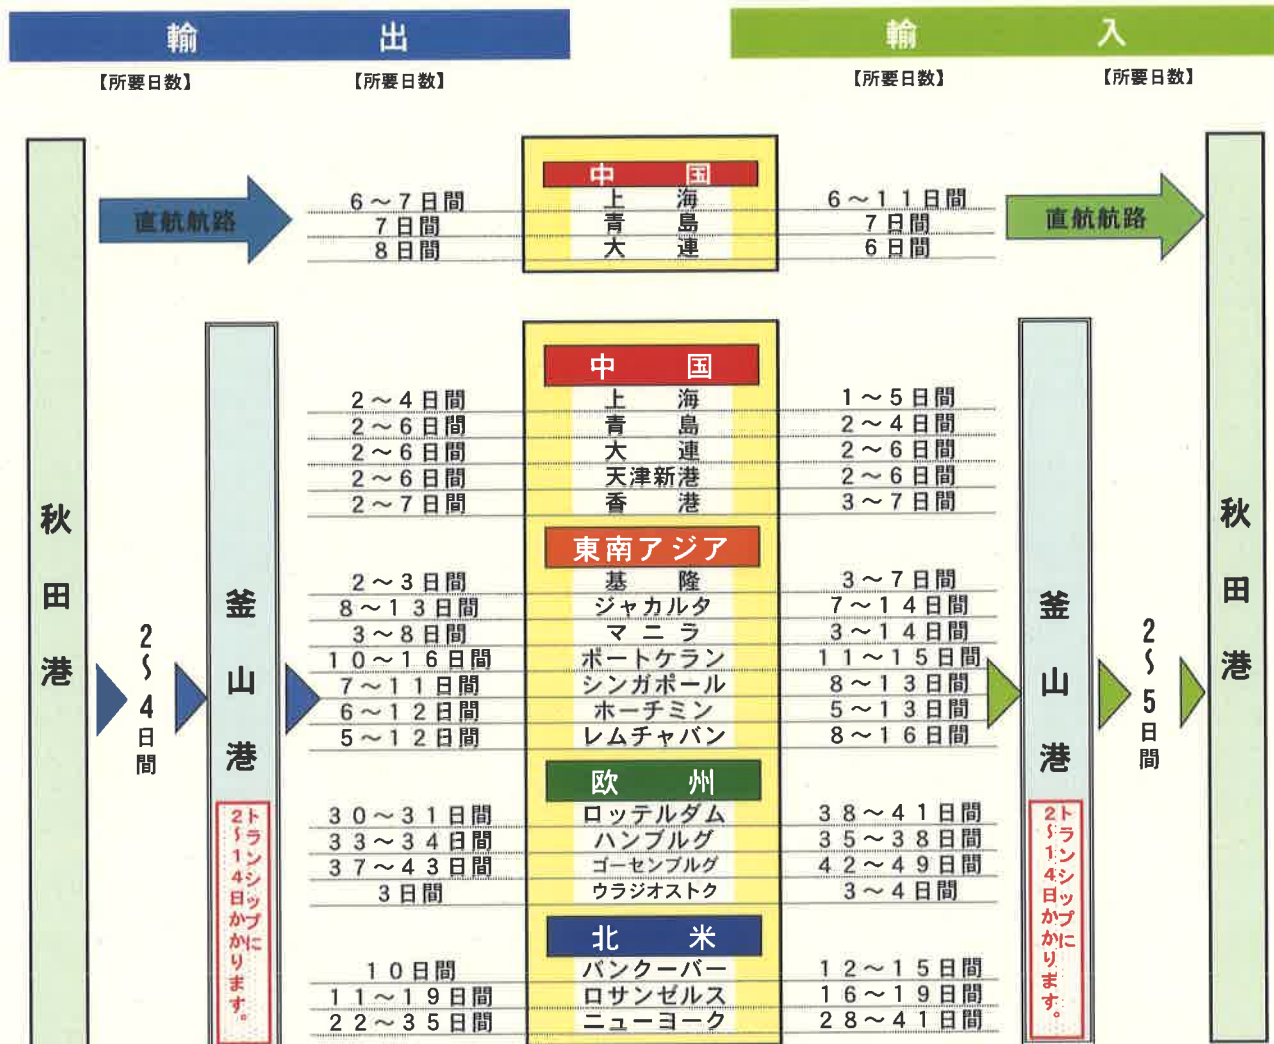 輸出
輸入
【所要日数】 【所要日数】
【所要日数】 【所要日数】
秋田港
直航航路
中国
6～7日間 上海 6～11日間
7日間 青島 7日間
8日間 大連 6日間
直航航路
秋田港
2～4日間
釜山港
トランシップに
2～14日かかります。
中国
2～4日間 上海 1～5日間
2～6日間 青島 2～4日間
2～6日間 大連 2～6日間
2～6日間 天津新港 2～6日間
2～7日間 香港 3～7日間
東南アジア
2～3日間 基隆 3～7日間
8～13日間 ジャカルタ 7～14日間
3～8日間 マニラ 3～14日間
10～16日間 ポートケラン 11～15日間
7～11日間 シンガポール 8～13日間
6～12日間 ホーチミン 5～13日間
5～12日間 レムチャバン 8～16日間
欧州
30～31日間 ロッテルダム 38～41日間
33～34日間 ハンブルグ 35～38日間
37～43日間 ゴーセンブルグ 42～49日間
3日間 ウラジオストク 3～4日間
北米
10日間 バンクーバー 12～15日間
11～19日間 ロサンゼルス 16～19日間
22～35日間 ニューヨーク 28～41日間
釜山港
トランシップに
2～14日かかります。
2～5日間